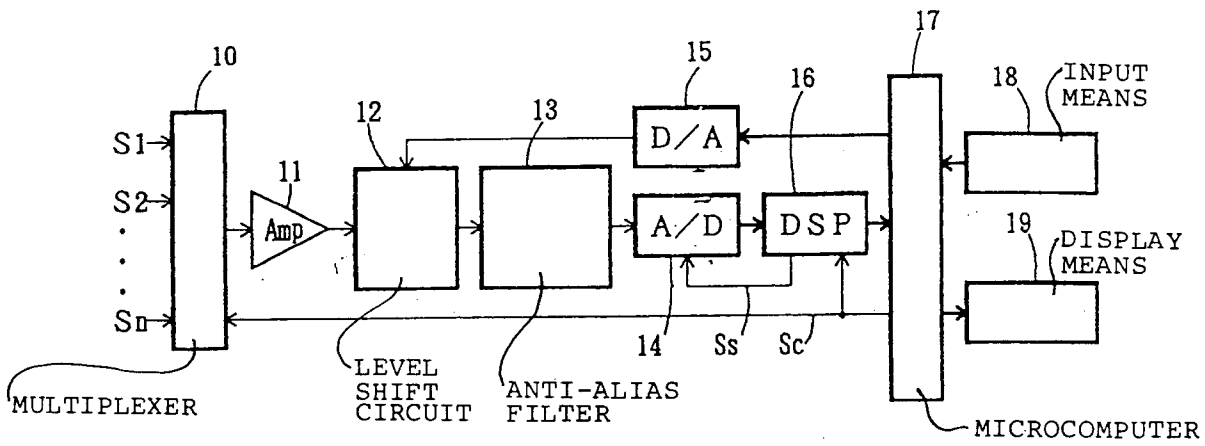 17
10
15
18
INPUT
MEANS
16
12
13
D/A
S1
11
S2
Amp
A/D
DSP
19
DISPLAY
MEANS
Sn
14
Ss
Sc
LEVEL
SHIFT
CIRCUIT
ANTI-ALIAS
FILTER
MULTIPLEXER
MICROCOMPUTER